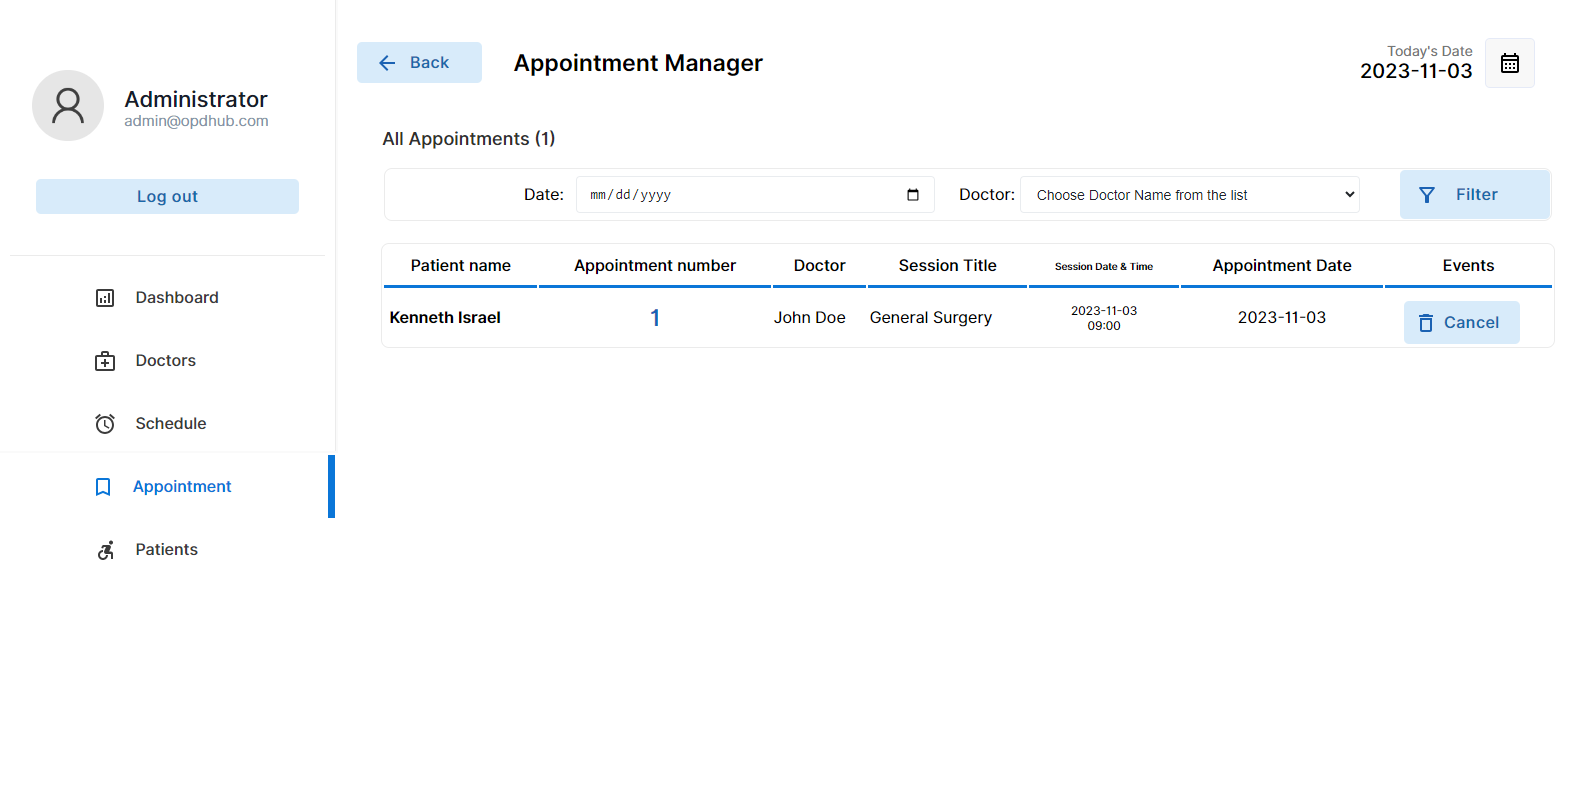 Administrator
admin@opdhub.com
Log out
Dashboard
Doctors
Schedule
Appointment
Patients
Back
Appointment Manager
Today's Date
2023-11-03
All Appointments (1)
Date: mm/dd/yyyy Doctor: Choose Doctor Name from the list Filter
Patient name Appointment number Doctor Session Title Session Date & Time Appointment Date Events
Kenneth Israel 1 John Doe General Surgery 2023-11-03 09:00 2023-11-03 Cancel